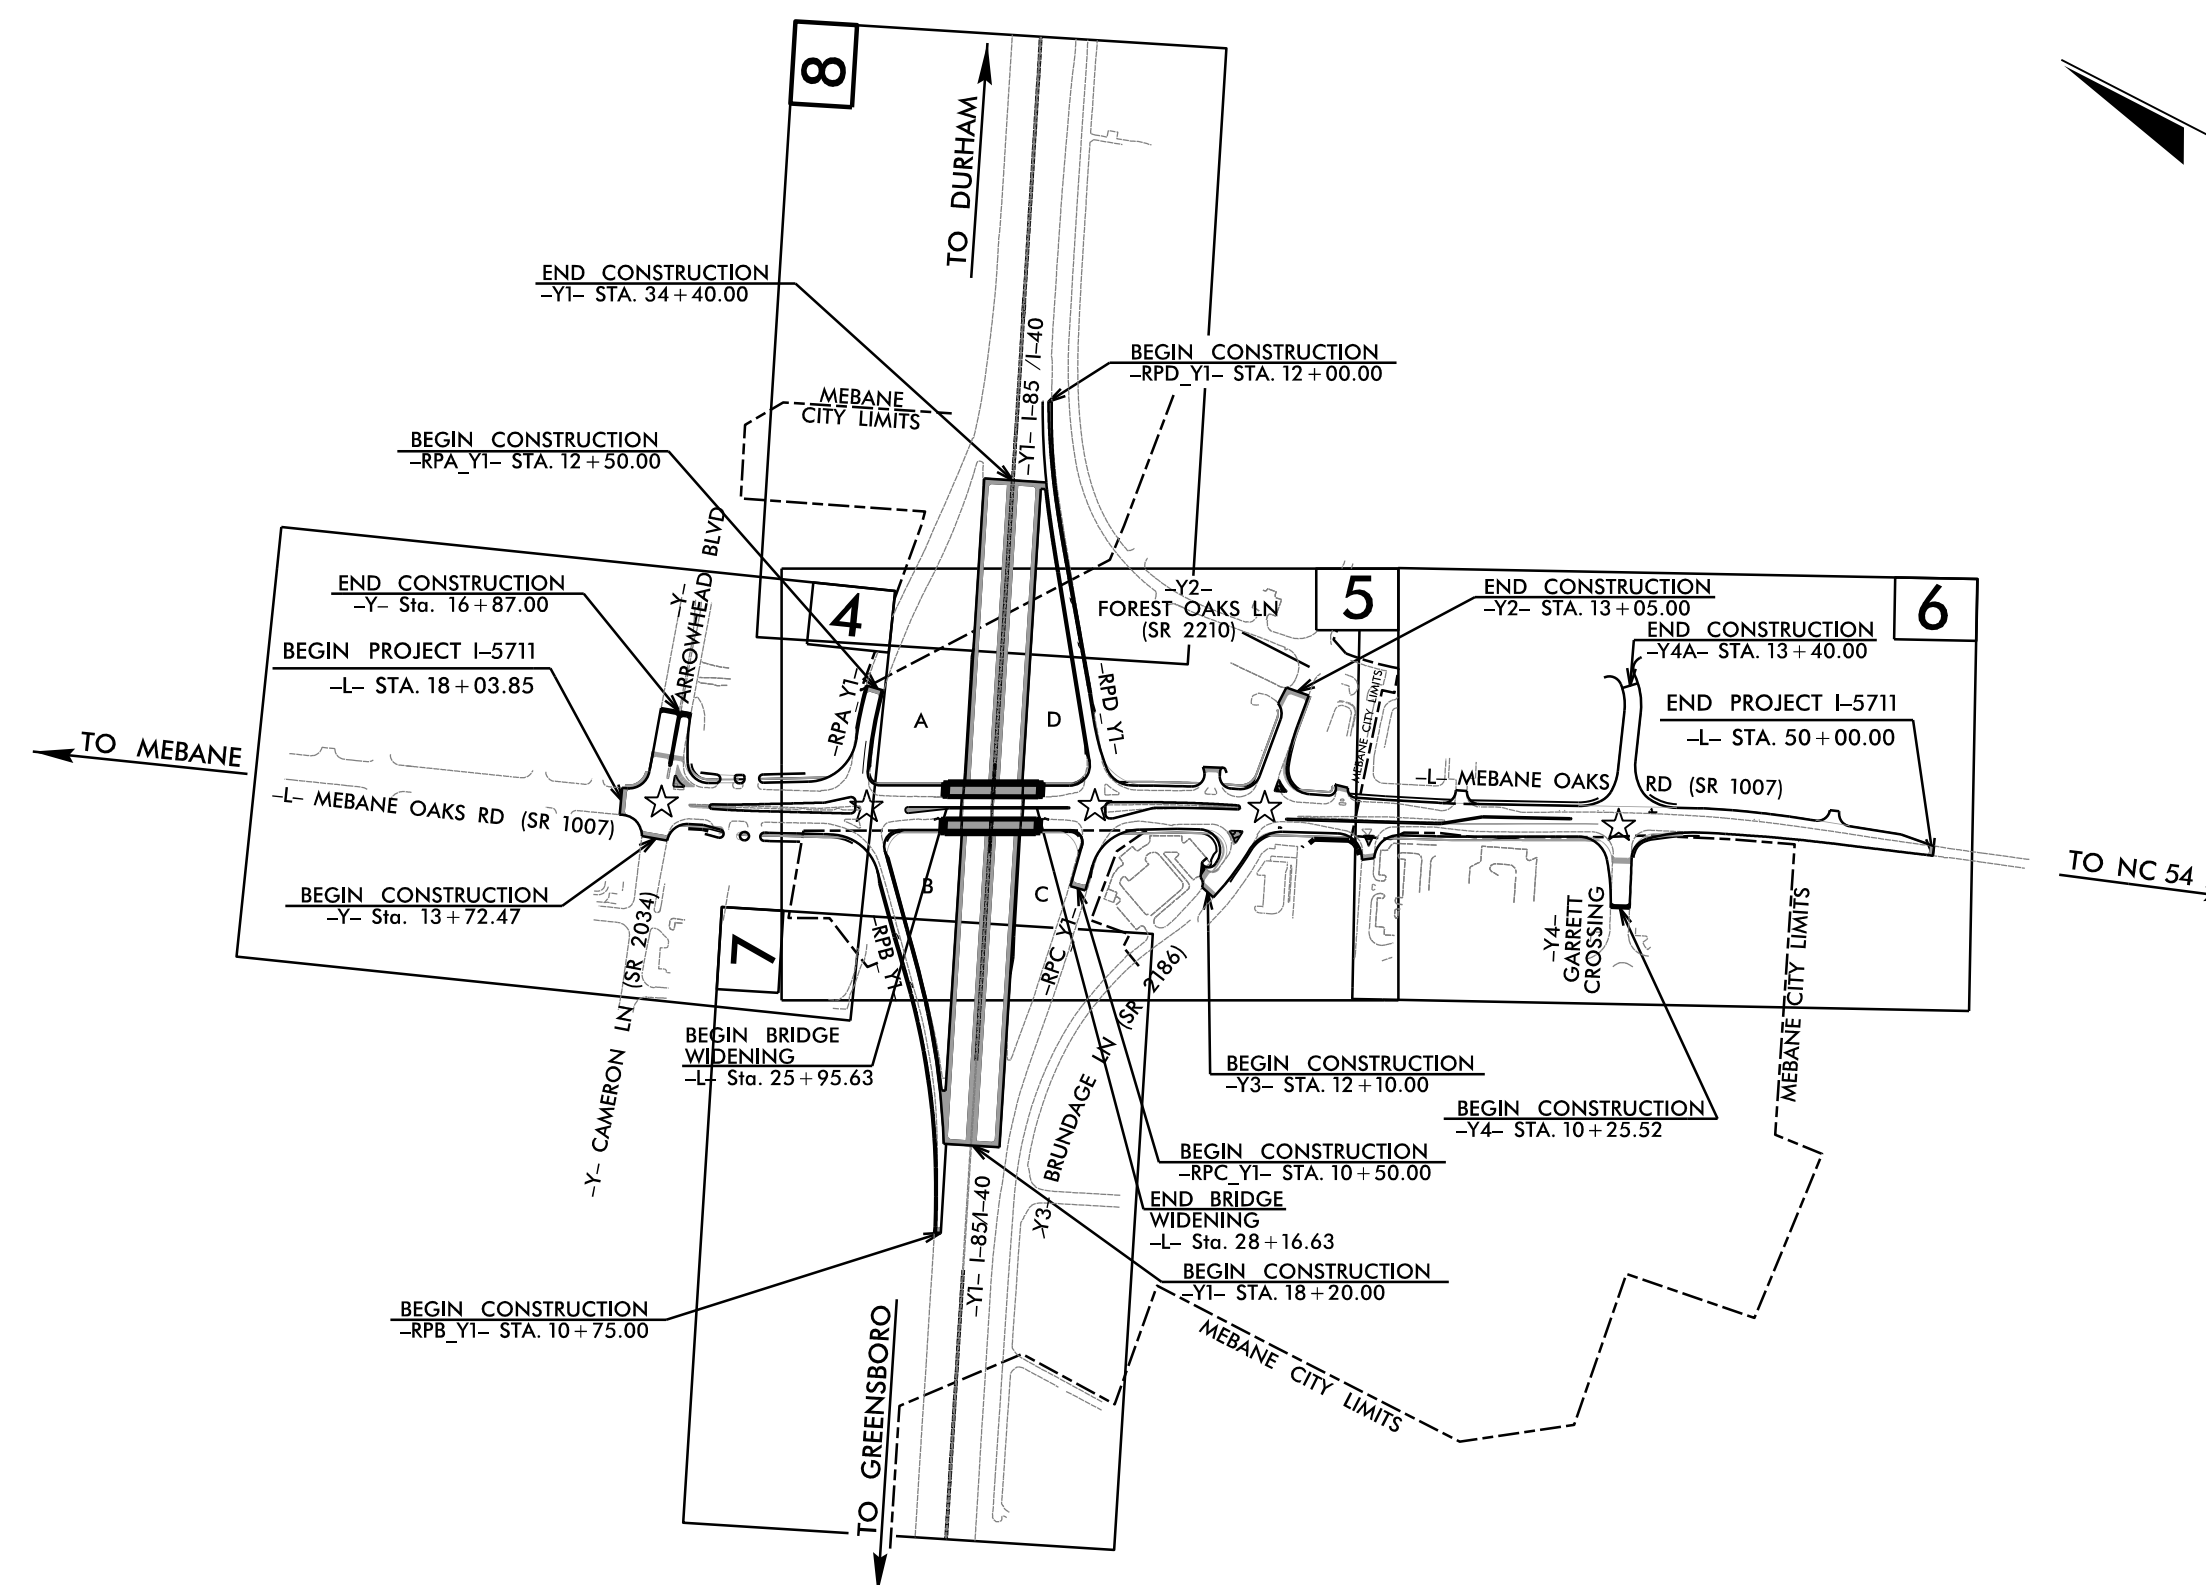 8
TO DURHAM
END CONSTRUCTION
–Y1– STA. 34+40.00
–Y1– I–85 /I–40
BEGIN CONSTRUCTION
–RPD_Y1– STA. 12+00.00
MEBANE
CITY LIMITS
BEGIN CONSTRUCTION
–RPA_Y1– STA. 12+50.00
END CONSTRUCTION
–Y– Sta. 16+87.00
–Y–
ARROWHEAD BLVD
4
–Y2–
FOREST OAKS LN
(SR 2210)
5
END CONSTRUCTION
–Y2– STA. 13+05.00
6
END CONSTRUCTION
–Y4A– STA. 13+40.00
BEGIN PROJECT I–5711
–L– STA. 18+03.85
–RPA_Y1–
A
D
–RPD_Y1–
MEBANE CITY LIMITS
END PROJECT I–5711
–L– STA. 50+00.00
TO MEBANE
–L– MEBANE OAKS RD (SR 1007)
–L– MEBANE OAKS RD (SR 1007)
TO NC 54
BEGIN CONSTRUCTION
–Y– Sta. 13+72.47
B
C
–Y– CAMERON LN (SR 2034)
7
–RPB_Y1–
–RPC_Y1–
–Y3– BRUNDAGE LN (SR 2186)
–Y4–
GARRETT
CROSSING
MEBANE CITY LIMITS
BEGIN BRIDGE
WIDENING
–L– Sta. 25+95.63
BEGIN CONSTRUCTION
–Y3– STA. 12+10.00
BEGIN CONSTRUCTION
–Y4– STA. 10+25.52
BEGIN CONSTRUCTION
–RPC_Y1– STA. 10+50.00
END BRIDGE
WIDENING
–L– Sta. 28+16.63
BEGIN CONSTRUCTION
–Y1– STA. 18+20.00
–Y1– I–85/I–40
BEGIN CONSTRUCTION
–RPB_Y1– STA. 10+75.00
MEBANE CITY LIMITS
TO GREENSBORO